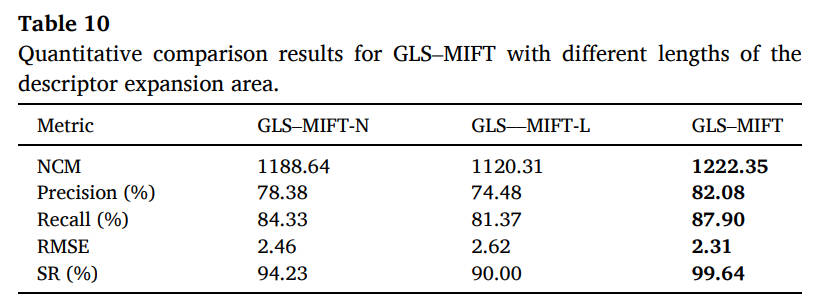 Table 10
Quantitative comparison results for GLS–MIFT with different lengths of the
descriptor expansion area.
Metric GLS–MIFT-N GLS—MIFT-L GLS–MIFT
NCM 1188.64 1120.31 1222.35
Precision (%) 78.38 74.48 82.08
Recall (%) 84.33 81.37 87.90
RMSE 2.46 2.62 2.31
SR (%) 94.23 90.00 99.64